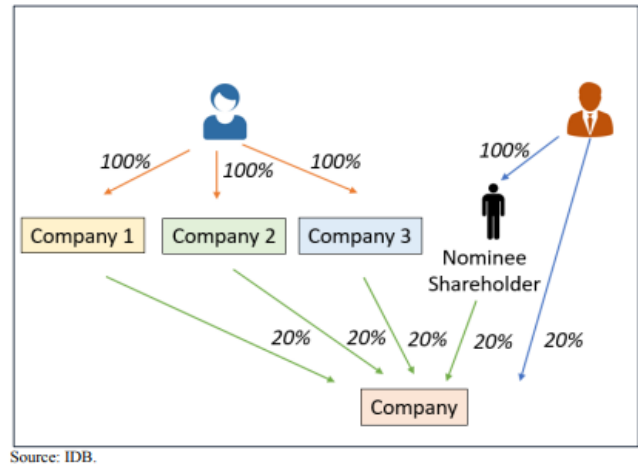 100%
100%
100%
100%
Company 1
Company 2
Company 3
Nominee
Shareholder
20%
20%
20%
20%
20%
Company
Source: IDB.